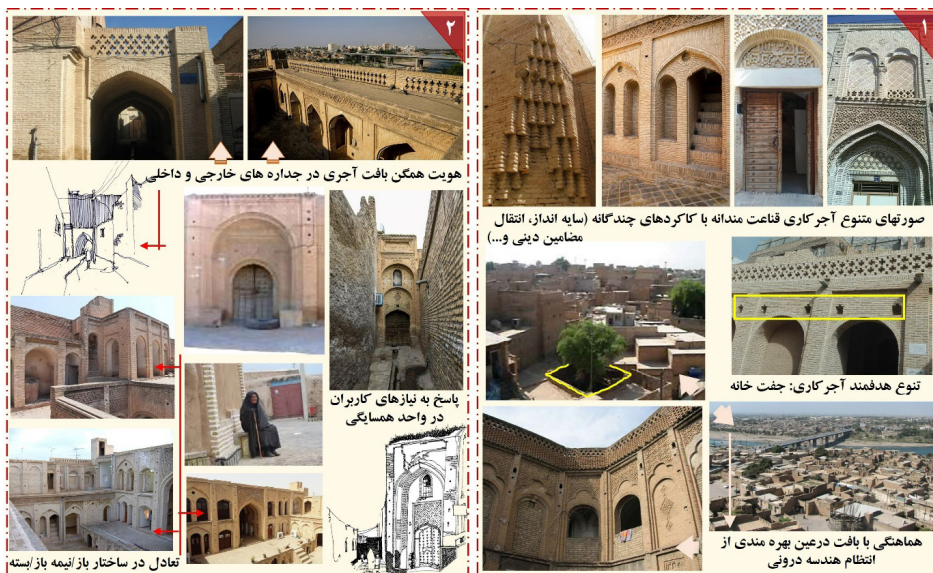 ۱
صورتهای متنوع آجرکاری قناعت مندانه با کاکردهای چندگانه (سایه انداز، انتقال
مضامین دینی و...)
تنوع هدفمند آجرکاری: جفت خانه
هماهنگی با بافت درعین بهره مندی از
انتظام هندسه درونی
۲
هویت همگن بافت آجری در جداره های خارجی و داخلی
پاسخ به نیازهای کاربران
در واحد همسایگی
تعادل در ساختار باز/نیمه باز/بسته